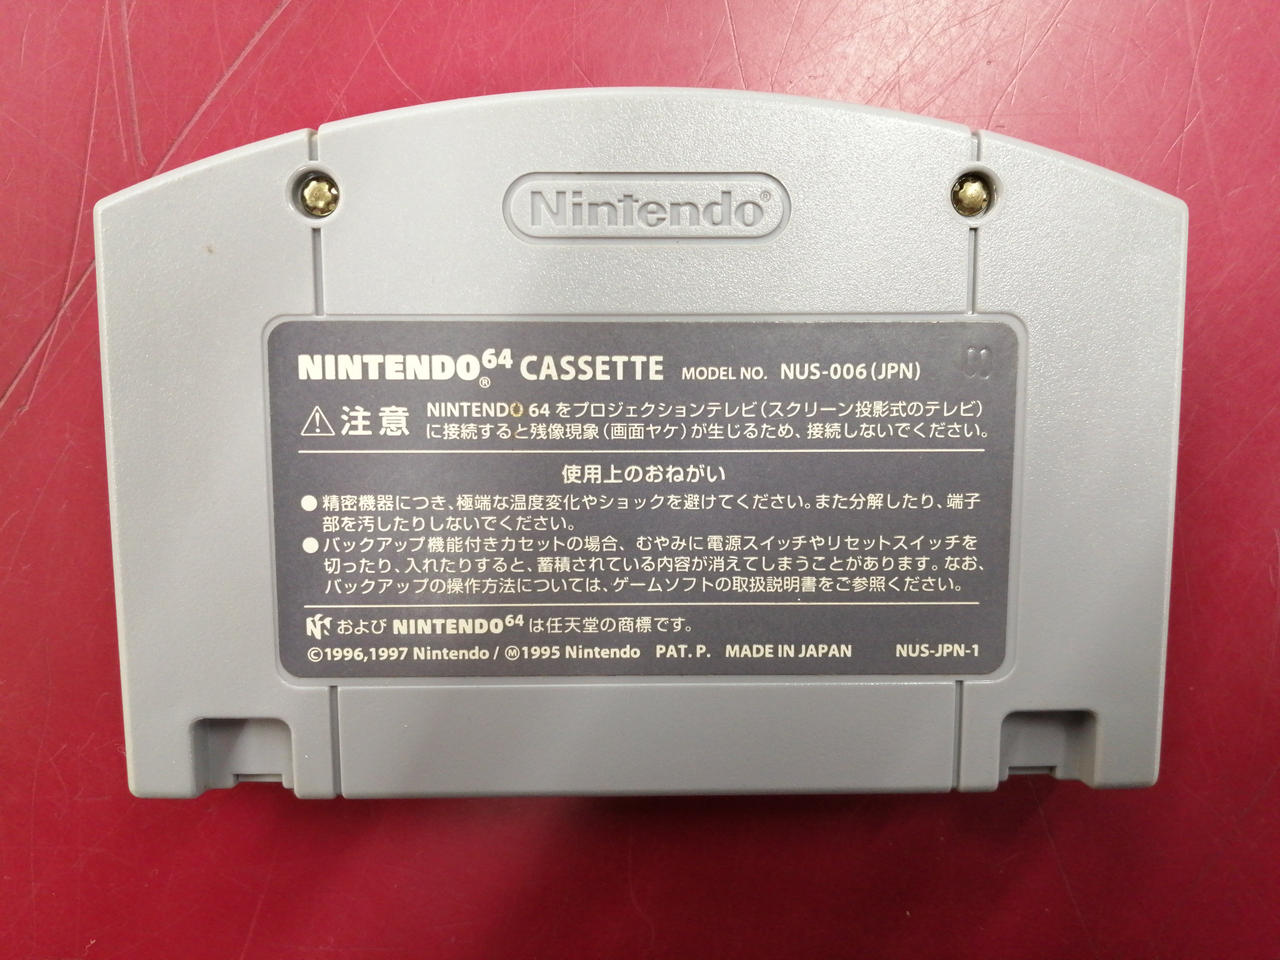 Nintendo®
NINTENDO64® CASSETTE MODEL NO. NUS-006 (JPN)
注意 NINTENDO 64 をプロジェクションテレビ（スクリーン投影式のテレビ）
に接続すると残像現象（画面ヤケ）が生じるため、接続しないでください。
使用上のおねがい
●精密機器につき、極端な温度変化やショックを避けてください。また分解したり、端子
部を汚したりしないでください。
●バックアップ機能付きカセットの場合、むやみに電源スイッチやリセットスイッチを
切ったり、入れたりすると、蓄積されている内容が消えてしまうことがあります。なお、
バックアップの操作方法については、ゲームソフトの取扱説明書をご参照ください。
および NINTENDO64 は任天堂の商標です。
©1996,1997 Nintendo / Ⓜ1995 Nintendo PAT. P. MADE IN JAPAN NUS-JPN-1